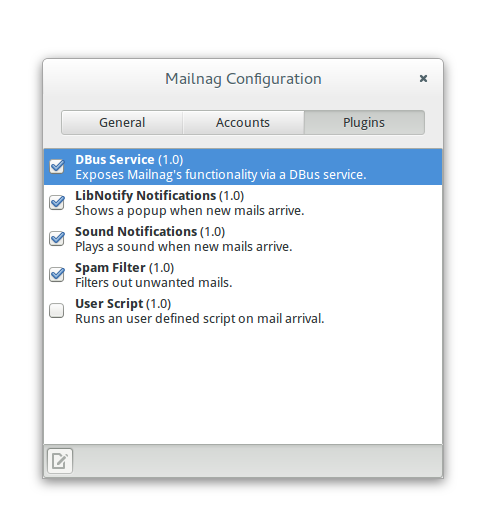 Mailnag Configuration
General Accounts Plugins
DBus Service (1.0)
Exposes Mailnag's functionality via a DBus service.
LibNotify Notifications (1.0)
Shows a popup when new mails arrive.
Sound Notifications (1.0)
Plays a sound when new mails arrive.
Spam Filter (1.0)
Filters out unwanted mails.
User Script (1.0)
Runs an user defined script on mail arrival.